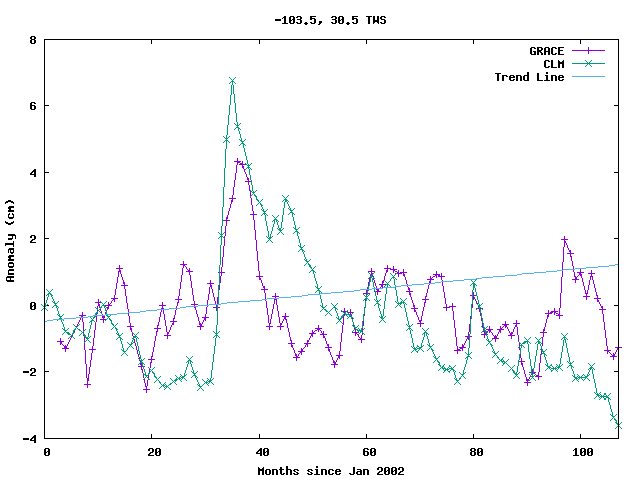 -103.5, 30.5 TWS
GRACE
CLM
Trend Line
8
6
4
2
0
-2
-4
Anomaly (cm)
0 20 40 60 80 100
Months since Jan 2002